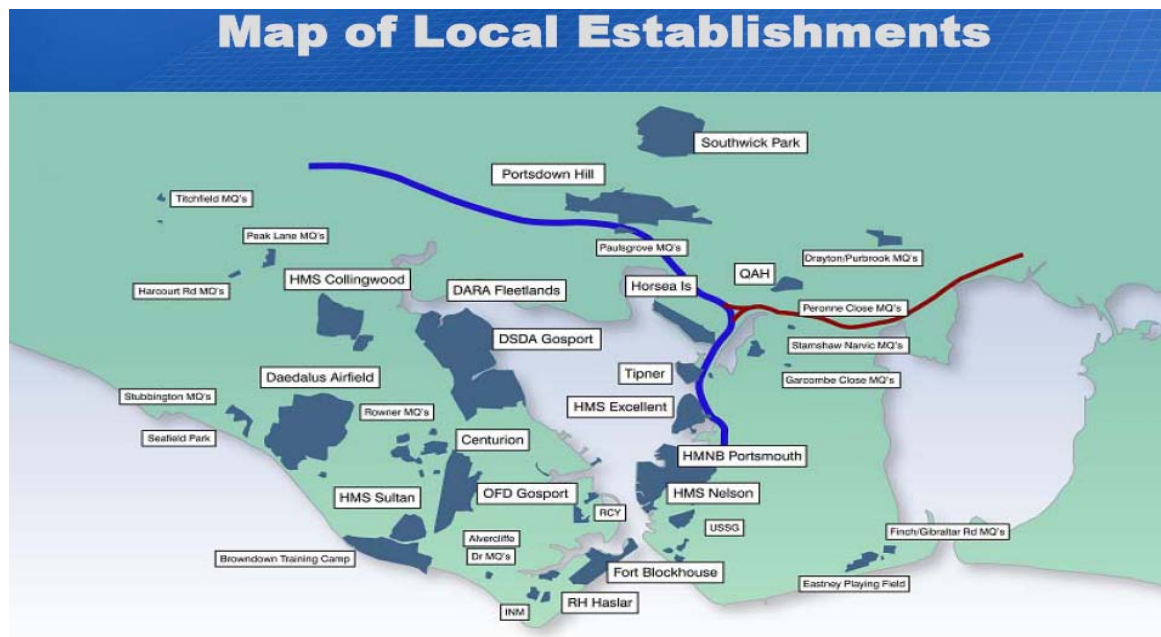 Map of Local Establishments
Southwick Park
Portsdown Hill
Titchfield MQ's
Peak Lane MQ's
Paulsgrove MQ's
Drayton/Purbrook MQ's
HMS Collingwood
QAH
Harcourt Rd MQ's
DARA Fleetlands
Horsea Is
Peronne Close MQ's
DSDA Gosport
Stamshaw Narvic MQ's
Tipner
Daedalus Airfield
Garcombe Close MQ's
Stubbington MQ's
Rowner MQ's
HMS Excellent
Seafield Park
Centurion
HMNB Portsmouth
HMS Sultan
OFD Gosport
HMS Nelson
RCY
USSG
Alvercliffe
Finch/Gibraltar Rd MQ's
Browndown Training Camp
Dr MQ's
Fort Blockhouse
Eastney Playing Field
INM
RH Haslar